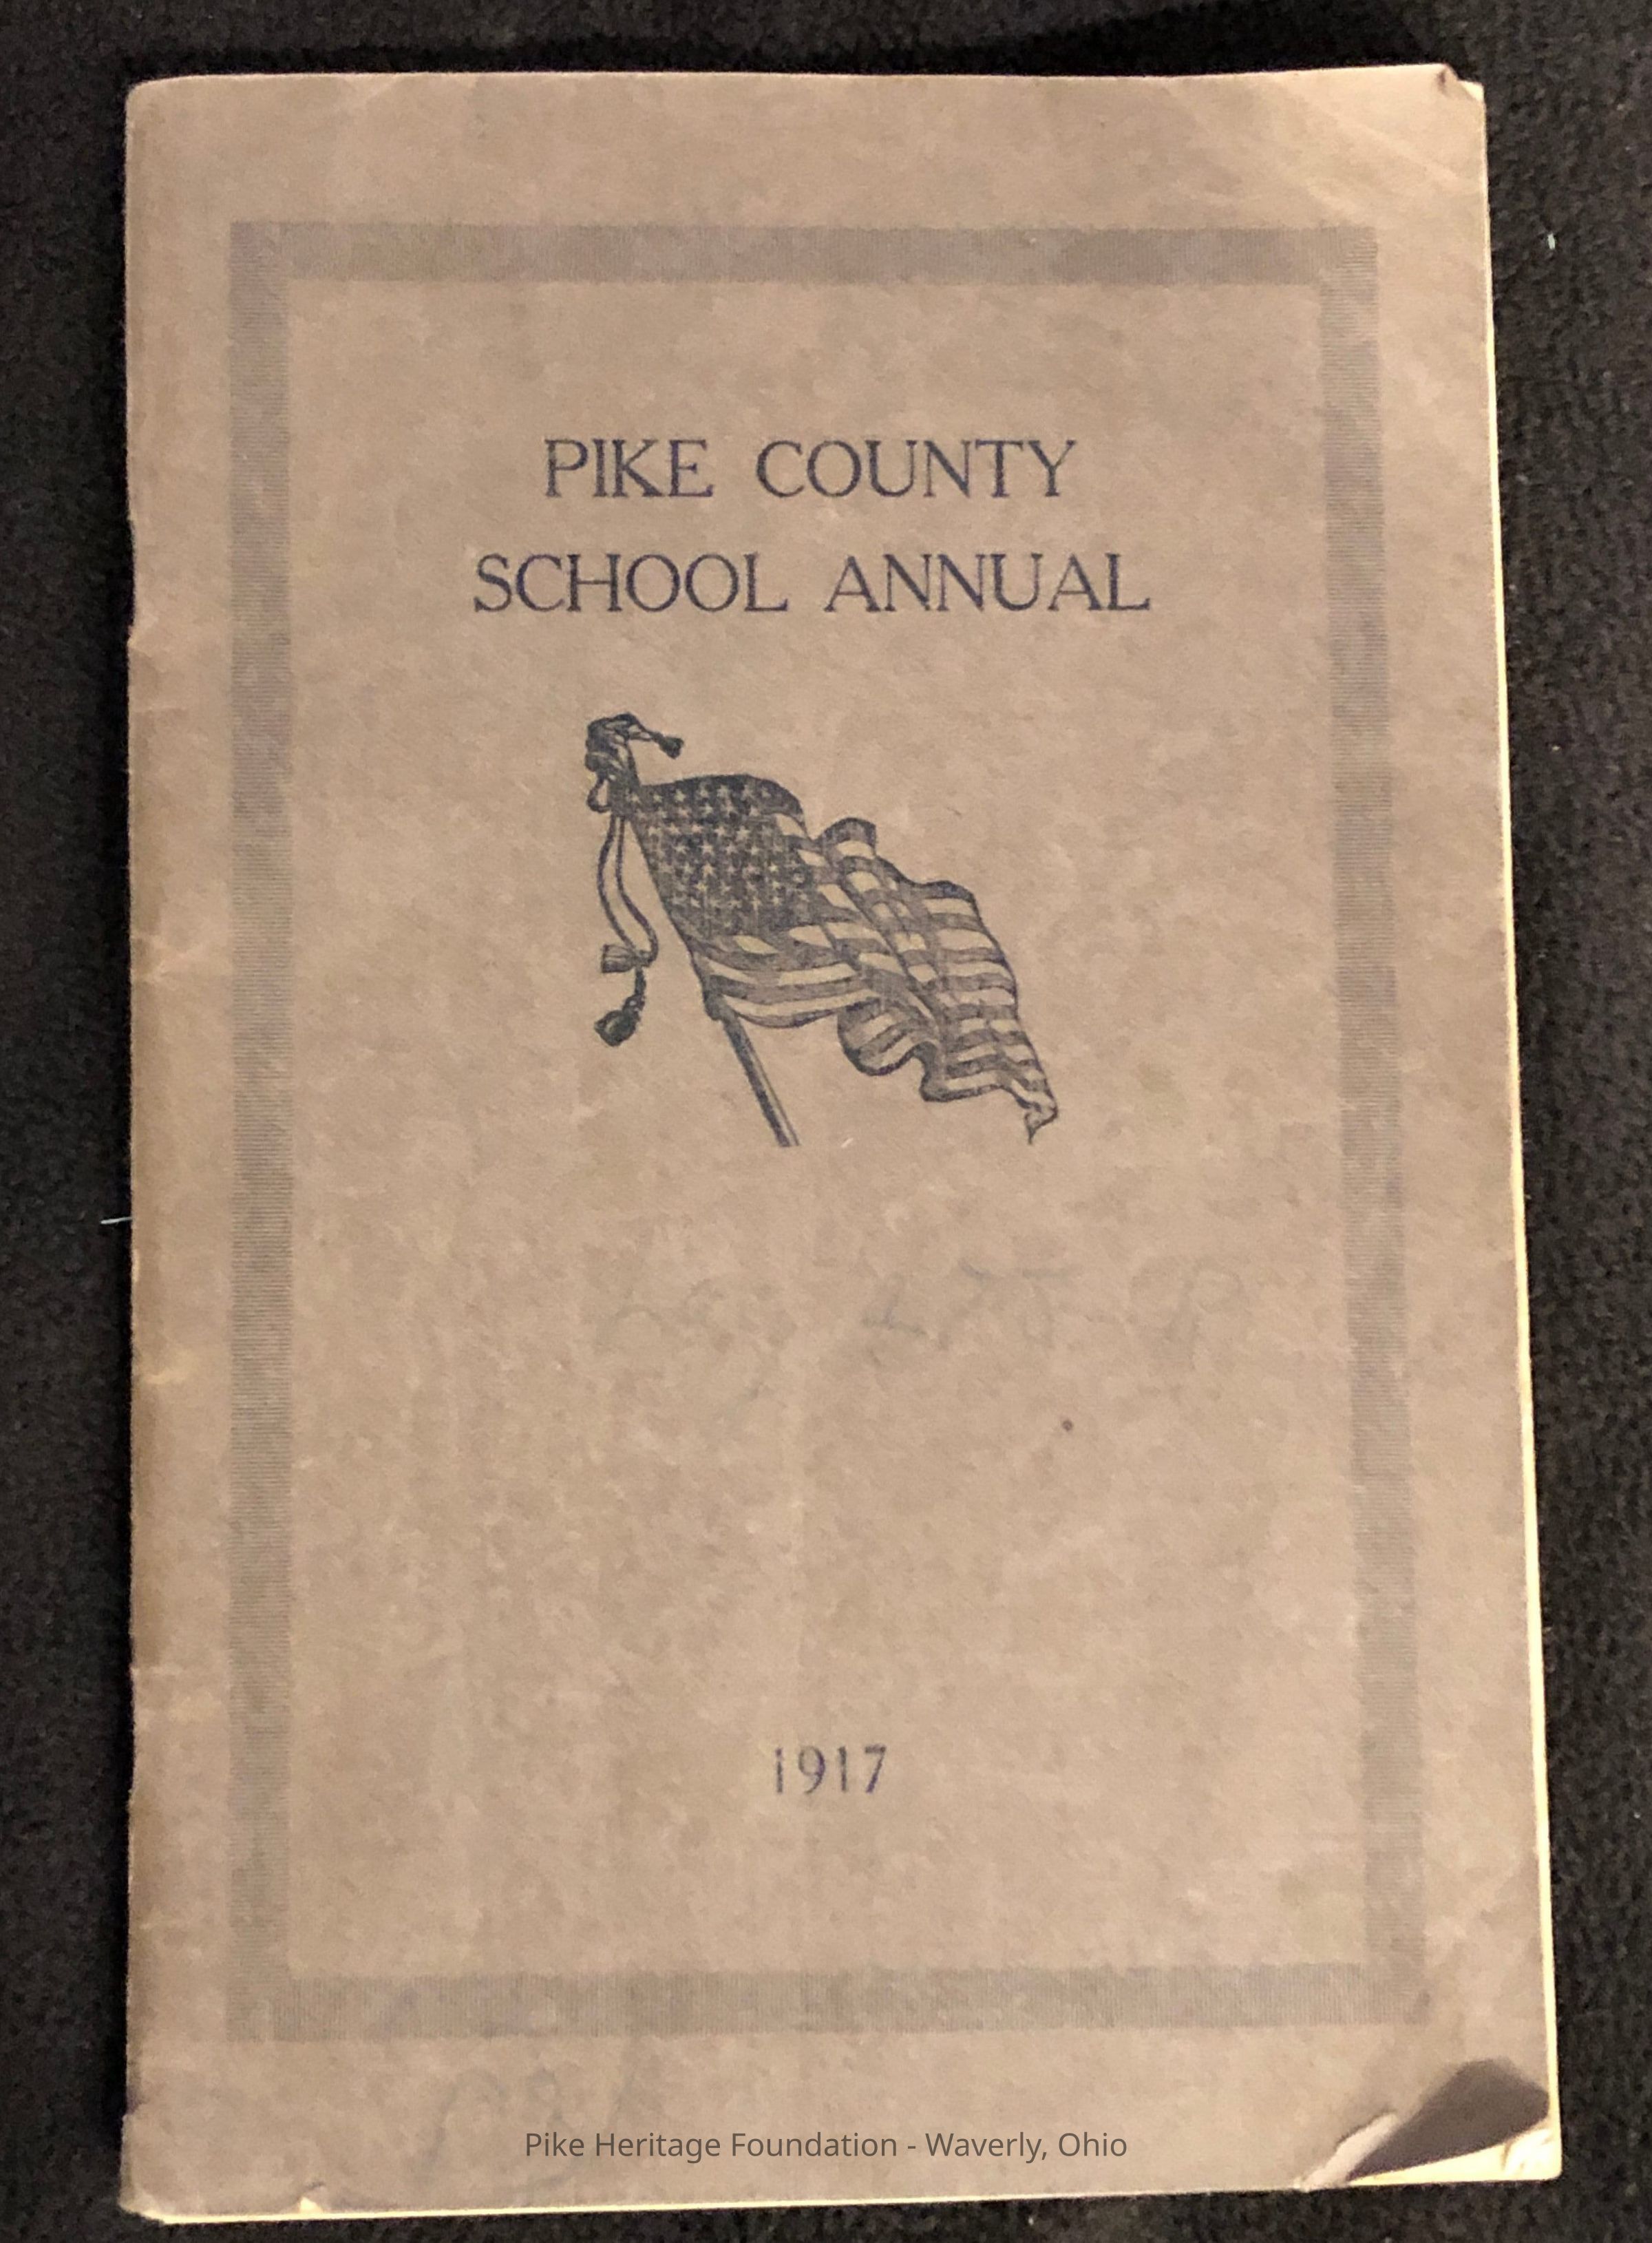 PIKE COUNTY
SCHOOL ANNUAL
1917
Pike Heritage Foundation - Waverly, Ohio